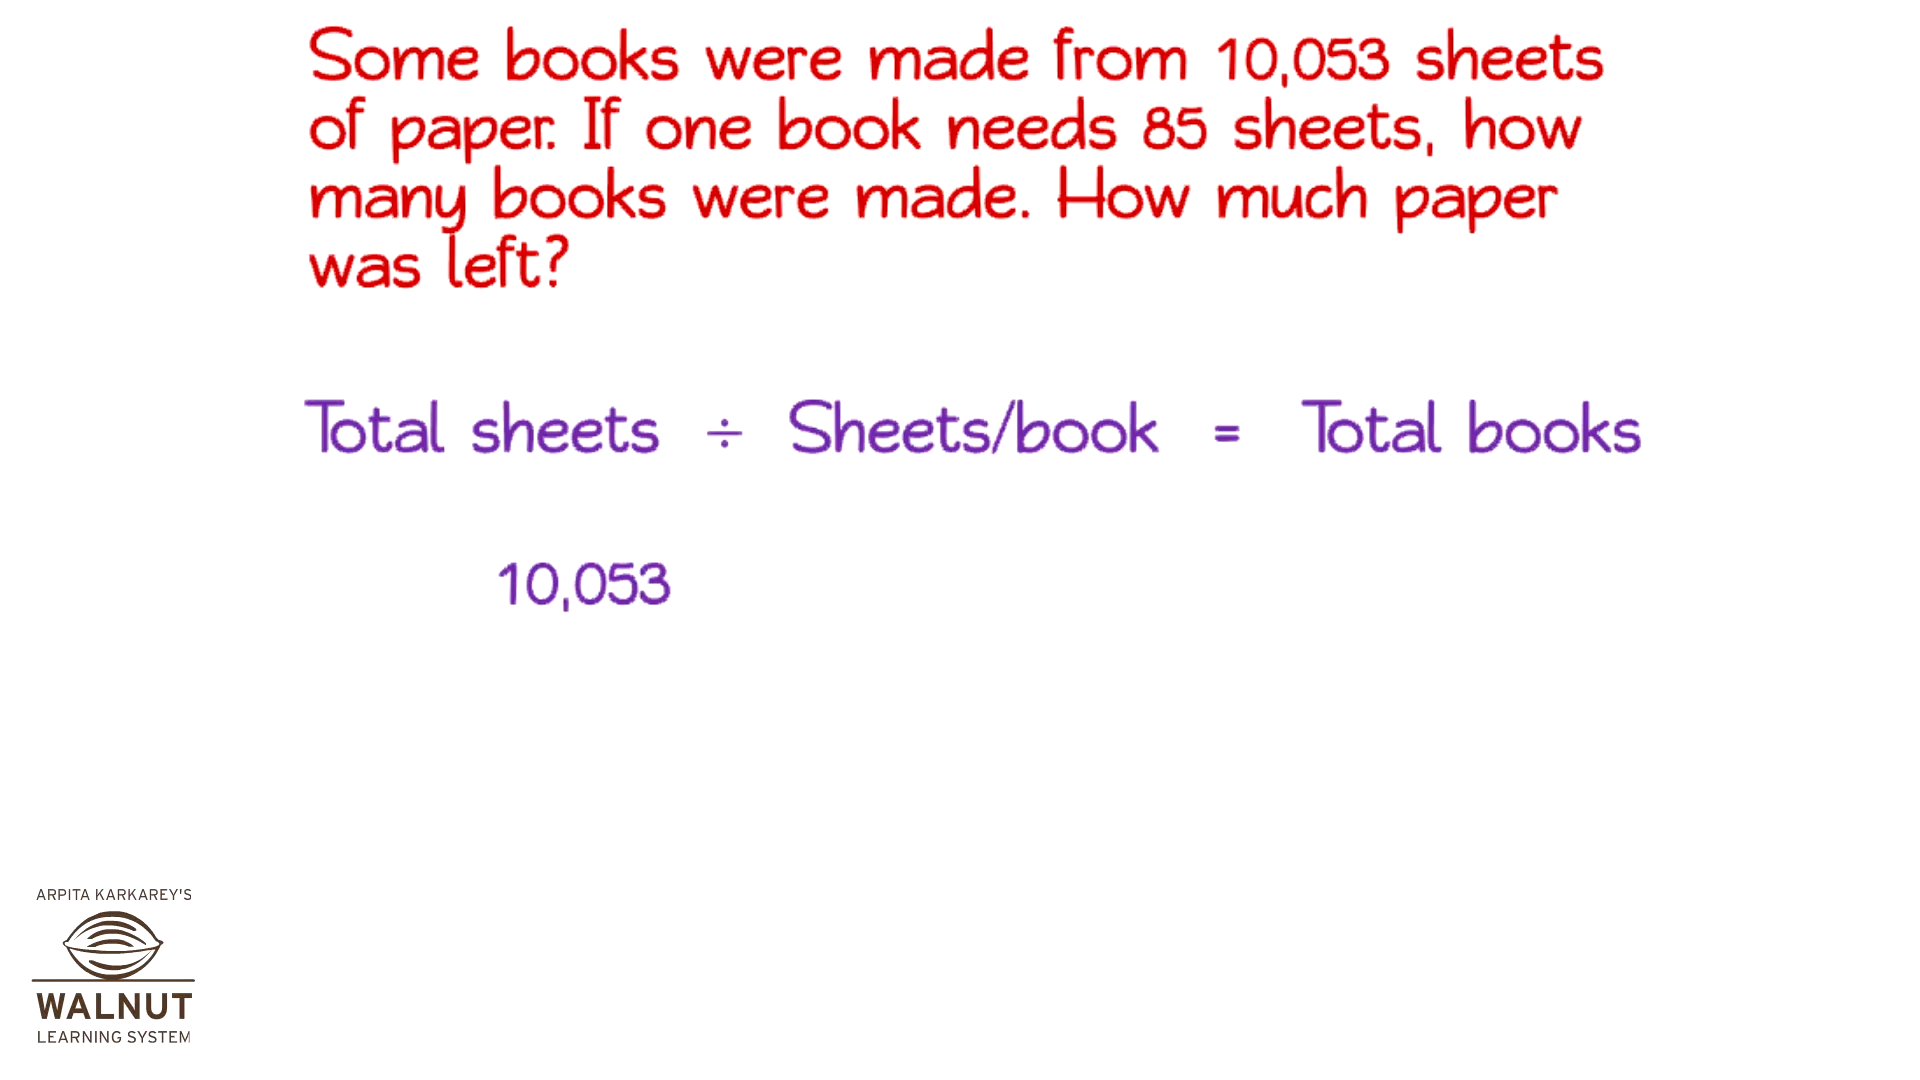 Some books were made from 10,053 sheets
of paper. If one book needs 85 sheets, how
many books were made. How much paper
was left?
Total sheets ÷ Sheets/book = Total books
10,053
ARPITA KARKAREY'S
WALNUT
LEARNING SYSTEM